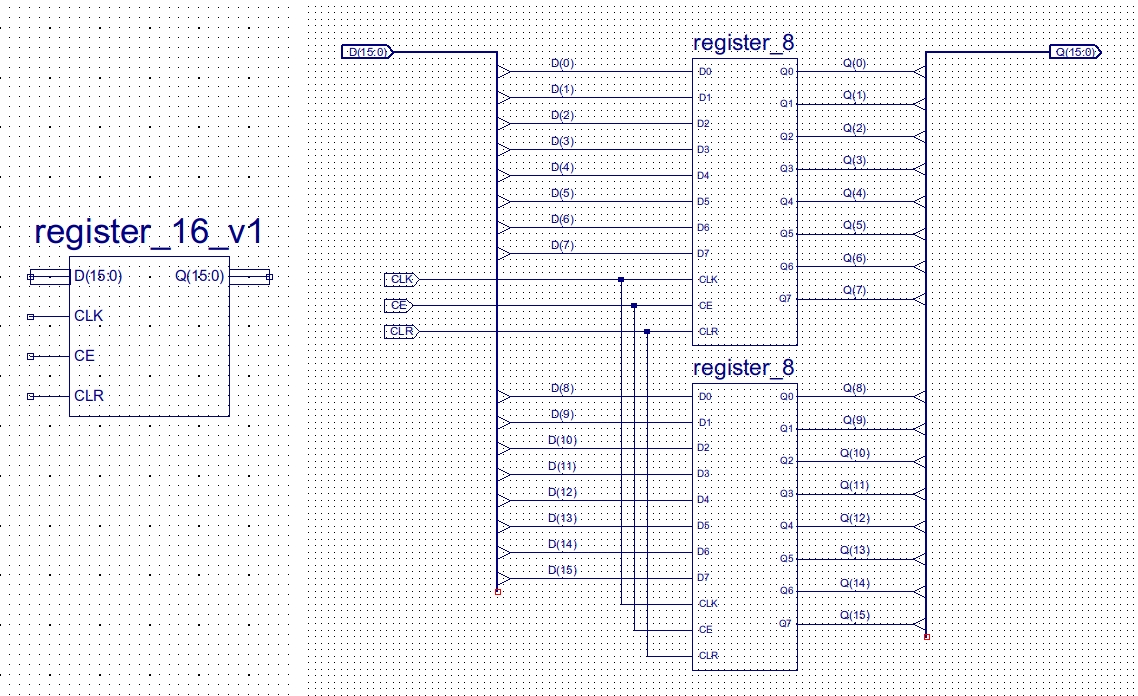 register_16_v1
D(15:0) Q(15:0)
CLK
CE
CLR
D(15:0)
Q(15:0)
register_8
D(0) D0 Q0 Q(0)
D(1) D1 Q1 Q(1)
D(2) D2 Q2 Q(2)
D(3) D3 Q3 Q(3)
D(4) D4 Q4 Q(4)
D(5) D5 Q5 Q(5)
D(6) D6 Q6 Q(6)
D(7) D7 Q7 Q(7)
CLK CLK
CE CE
CLR CLR
register_8
D(8) D0 Q0 Q(8)
D(9) D1 Q1 Q(9)
D(10) D2 Q2 Q(10)
D(11) D3 Q3 Q(11)
D(12) D4 Q4 Q(12)
D(13) D5 Q5 Q(13)
D(14) D6 Q6 Q(14)
D(15) D7 Q7 Q(15)
CLK
CE
CLR